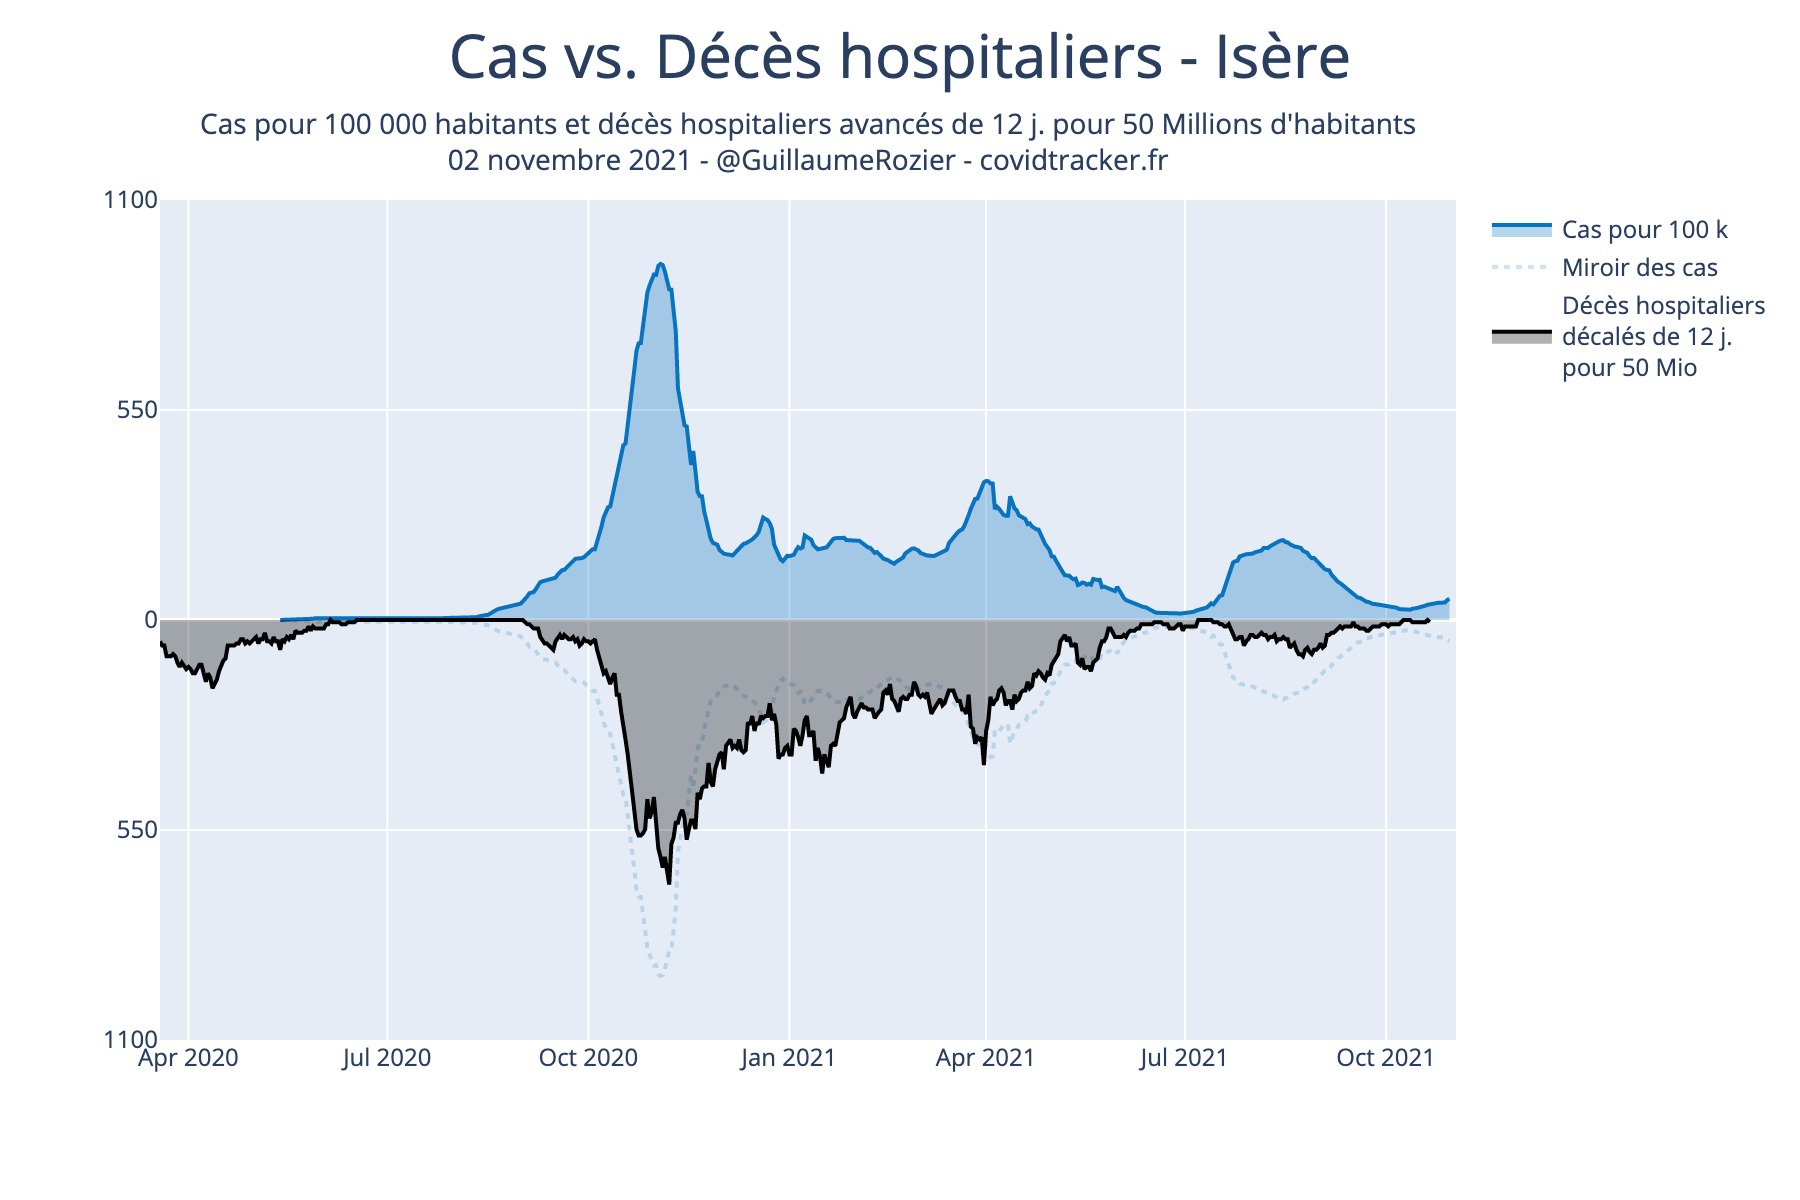 Cas vs. Décès hospitaliers - Isère
Cas pour 100 000 habitants et décès hospitaliers avancés de 12 j. pour 50 Millions d'habitants
02 novembre 2021 - @GuillaumeRozier - covidtracker.fr
1100
550
0
550
1100
Apr 2020
Jul 2020
Oct 2020
Jan 2021
Apr 2021
Jul 2021
Oct 2021
Cas pour 100 k
Miroir des cas
Décès hospitaliers
décalés de 12 j.
pour 50 Mio